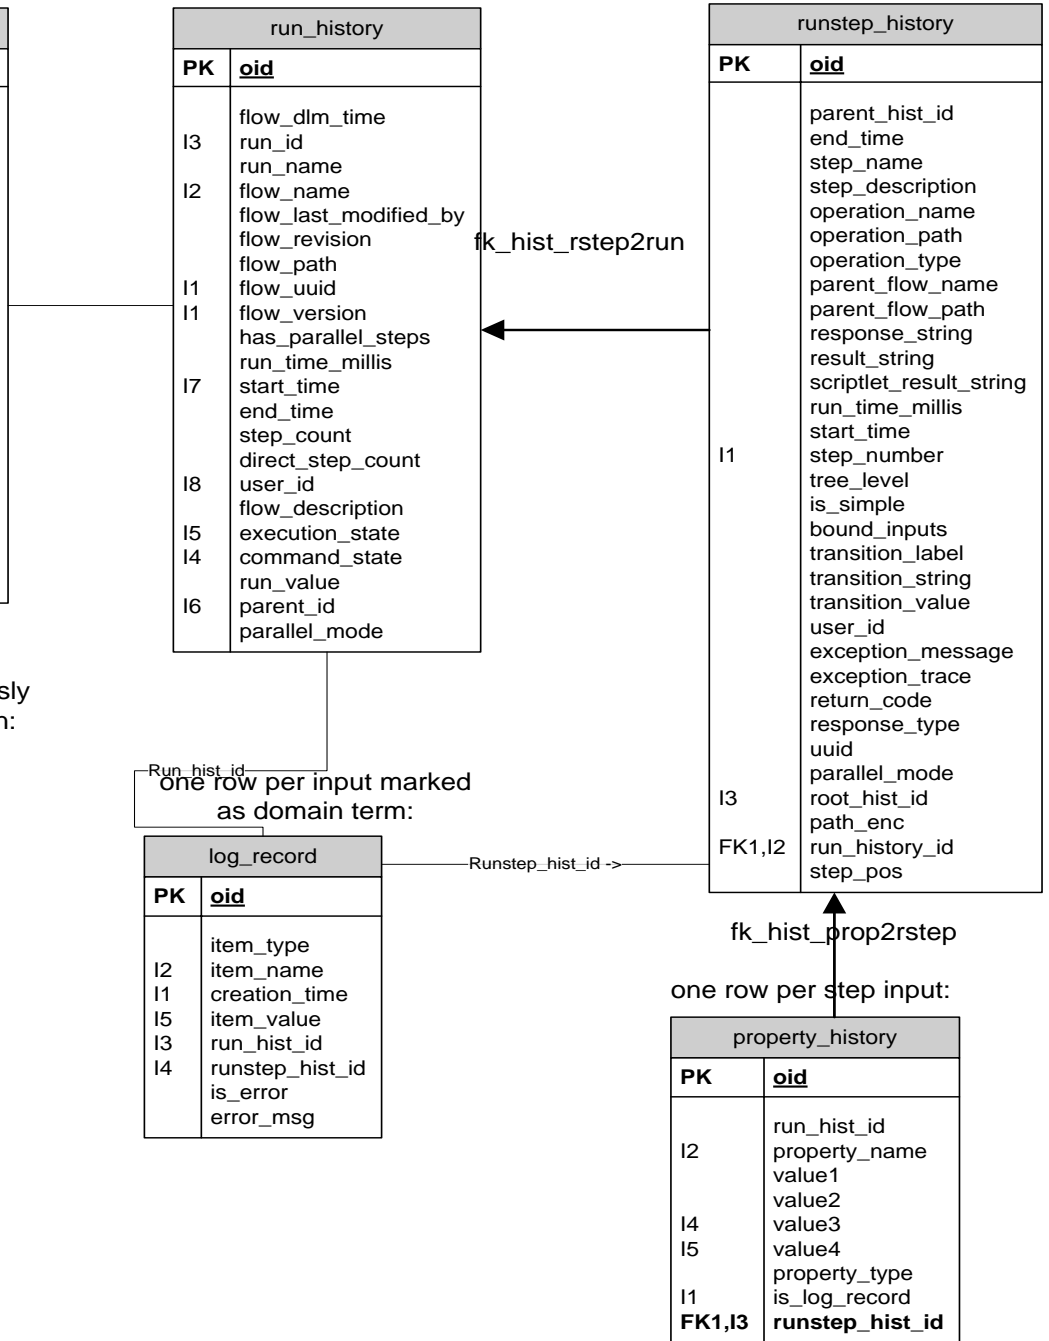 run_history
PK oid
flow_dlm_time
I3 run_id
run_name
I2 flow_name
flow_last_modified_by
flow_revision
flow_path
I1 flow_uuid
I1 flow_version
has_parallel_steps
run_time_millis
I7 start_time
end_time
step_count
direct_step_count
I8 user_id
flow_description
I5 execution_state
I4 command_state
run_value
I6 parent_id
parallel_mode
fk_hist_rstep2run
runstep_history
PK oid
parent_hist_id
end_time
step_name
step_description
operation_name
operation_path
operation_type
parent_flow_name
parent_flow_path
response_string
result_string
scriptlet_result_string
run_time_millis
start_time
I1 step_number
tree_level
is_simple
bound_inputs
transition_label
transition_string
transition_value
user_id
exception_message
exception_trace
return_code
response_type
uuid
parallel_mode
I3 root_hist_id
path_enc
FK1,I2 run_history_id
step_pos
sly
n:
Run_hist_id
one row per input marked
as domain term:
log_record
PK oid
item_type
I2 item_name
I1 creation_time
I5 item_value
I3 run_hist_id
I4 runstep_hist_id
is_error
error_msg
Runstep_hist_id ->
fk_hist_prop2rstep
one row per step input:
property_history
PK oid
run_hist_id
I2 property_name
value1
value2
I4 value3
I5 value4
property_type
I1 is_log_record
FK1,I3 runstep_hist_id